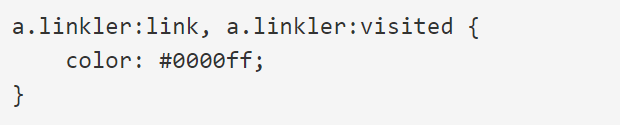 a.linkler:link, a.linkler:visited {
    color: #0000ff;
}